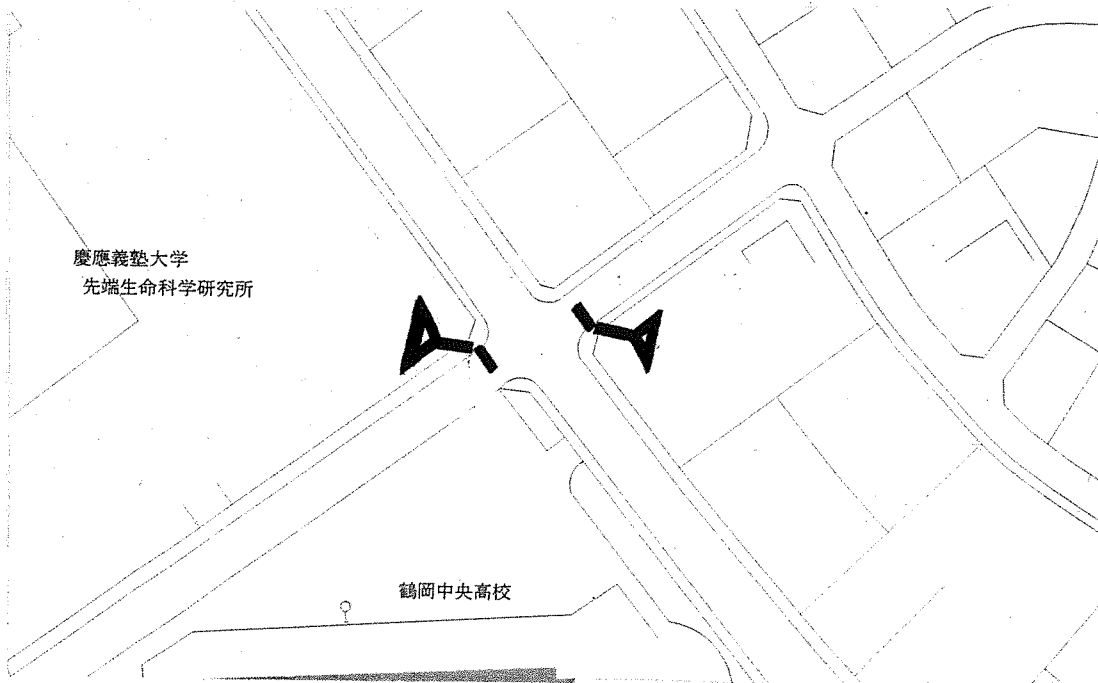 慶應義塾大学
先端生命科学研究所
鶴岡中央高校